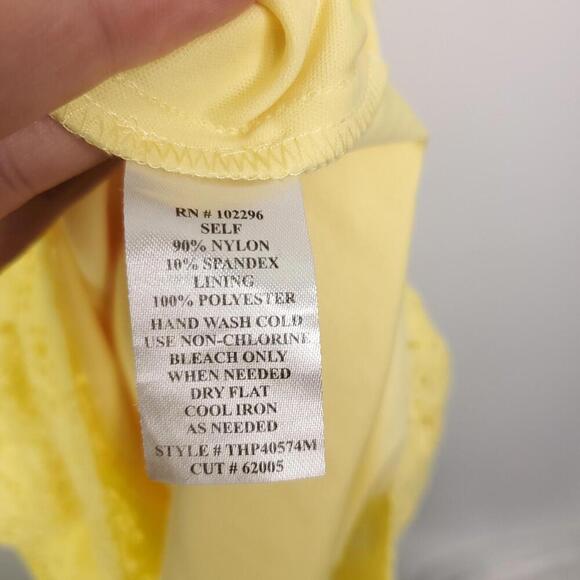 RN # 102296
SELF
90% NYLON
10% SPANDEX
LINING
100% POLYESTER
HAND WASH COLD
USE NON-CHLORINE
BLEACH ONLY
WHEN NEEDED
DRY FLAT
COOL IRON
AS NEEDED
STYLE # THP40574M
CUT # 62005